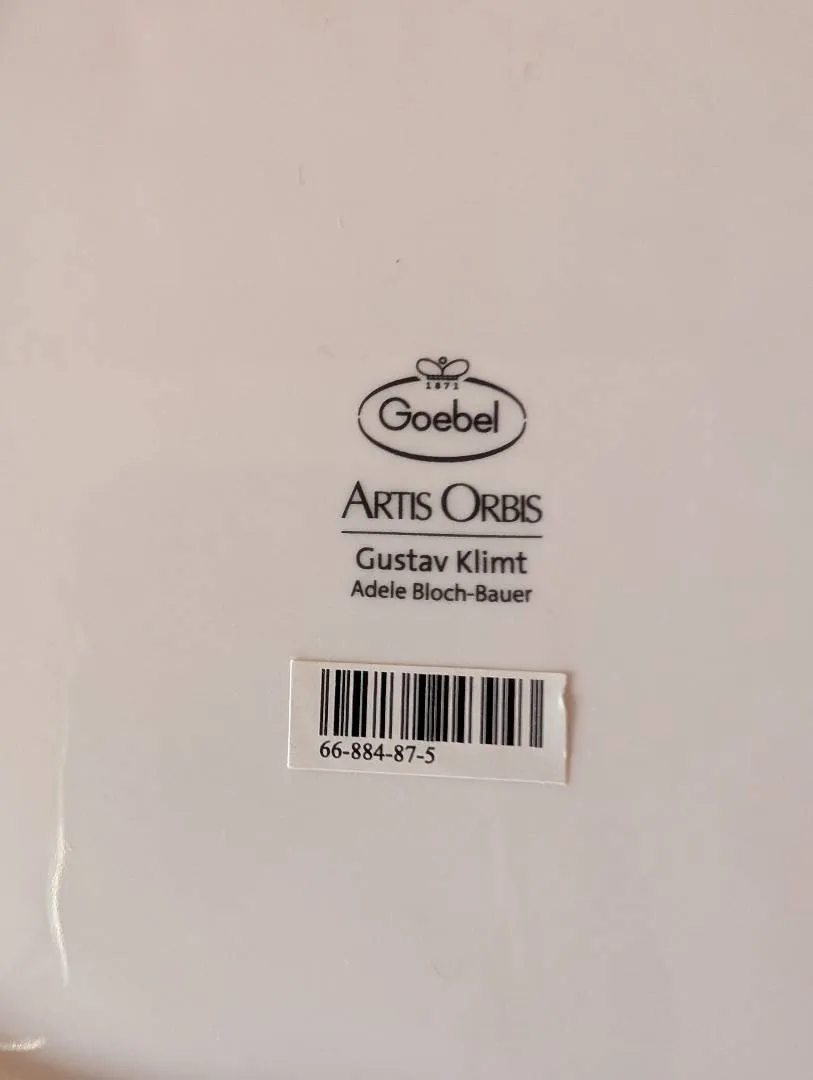 1871
Goebel
ARTIS ORBIS
Gustav Klimt
Adele Bloch-Bauer
66-884-87-5